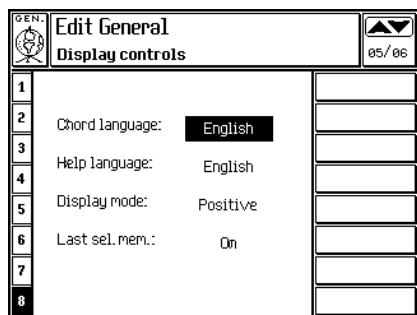 GEN.
Edit General
Display controls
05/06
1
2
Chord language: English
3
Help language: English
4
5
Display mode: Positive
6
Last sel. mem.: On
7
8